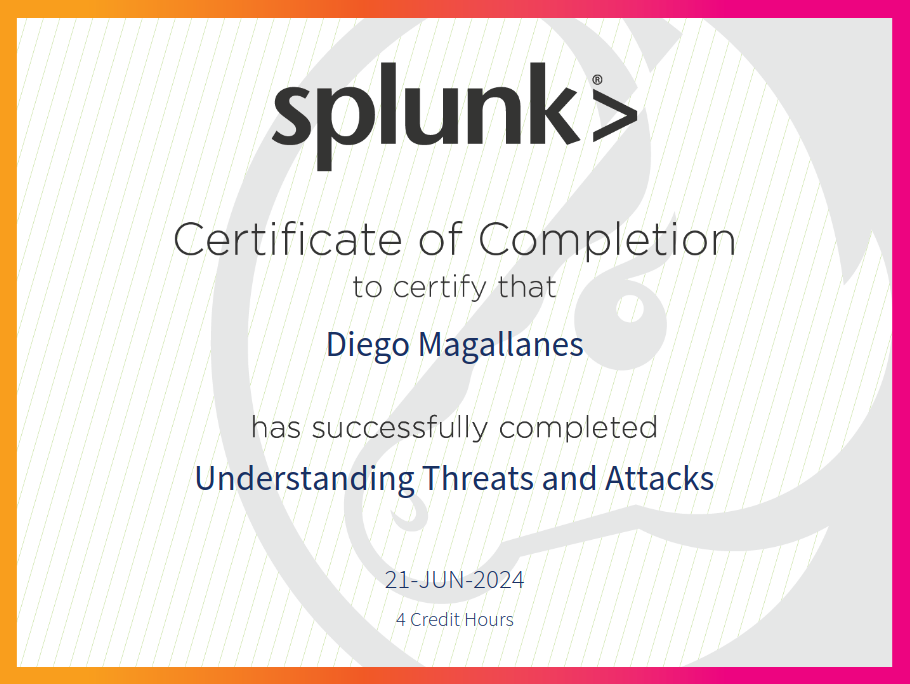 splunk>®
Certificate of Completion
to certify that
Diego Magallanes
has successfully completed
Understanding Threats and Attacks
21-JUN-2024
4 Credit Hours